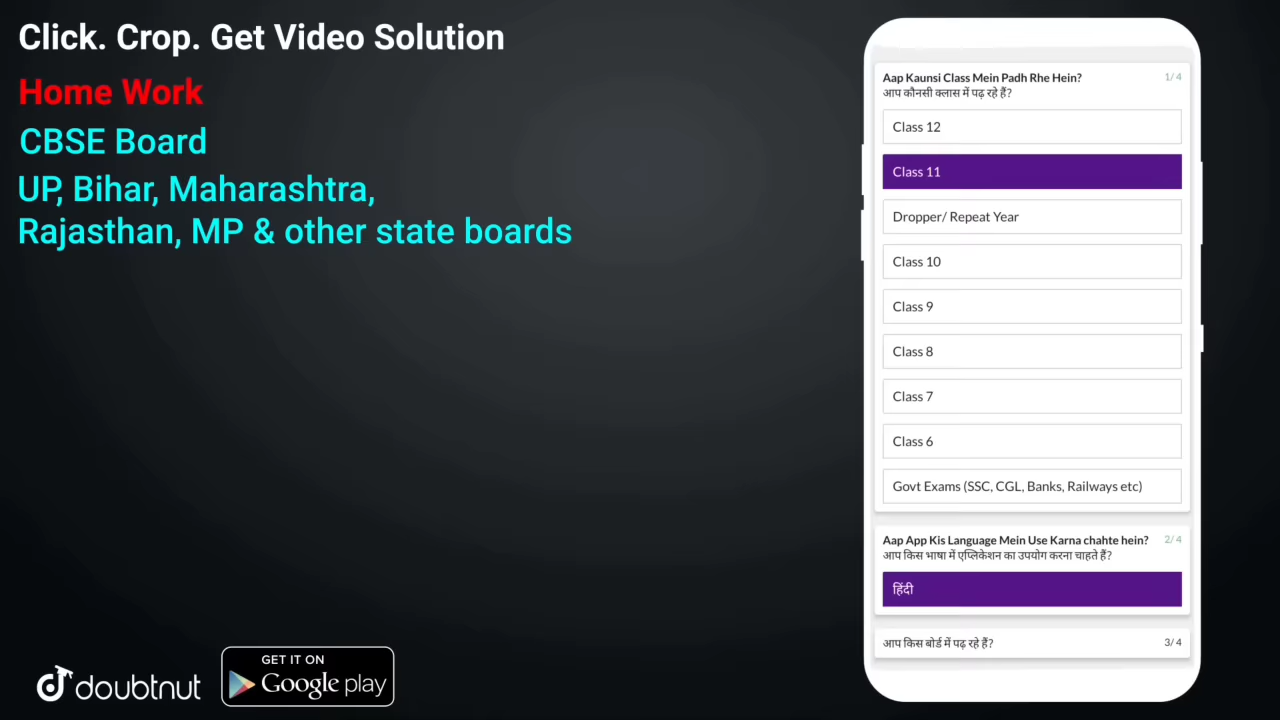 Click. Crop. Get Video Solution
Home Work
CBSE Board
UP, Bihar, Maharashtra,
Rajasthan, MP & other state boards
doubtnut
GET IT ON
Google play
Aap Kaunsi Class Mein Padh Rhe Hein? 1/4
आप कौनसी क्लास में पढ़ रहे हैं?
Class 12
Class 11
Dropper/ Repeat Year
Class 10
Class 9
Class 8
Class 7
Class 6
Govt Exams (SSC, CGL, Banks, Railways etc)
Aap App Kis Language Mein Use Karna chahte hein? 2/4
आप किस भाषा में एप्लिकेशन का उपयोग करना चाहते हैं?
हिंदी
आप किस बोर्ड में पढ़ रहे हैं? 3/4